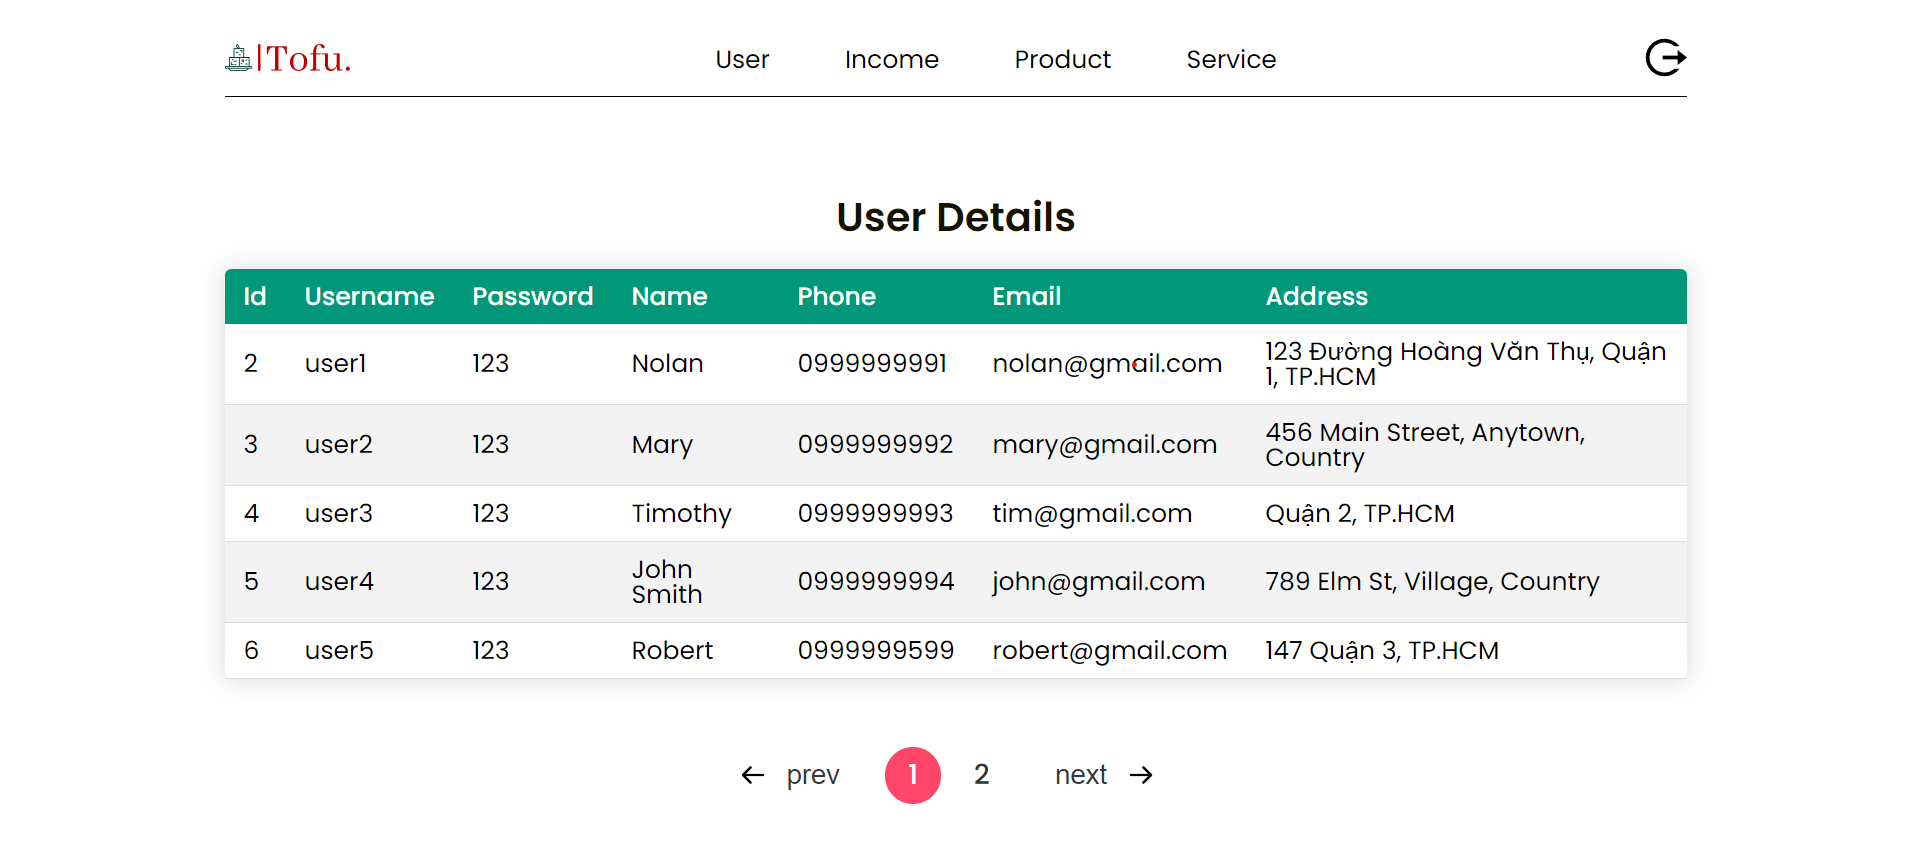 |Tofu.
User Income Product Service
User Details
Id Username Password Name Phone Email Address
2 user1 123 Nolan 0999999991 nolan@gmail.com 123 Đường Hoàng Văn Thụ, Quận
1, TP.HCM
3 user2 123 Mary 0999999992 mary@gmail.com 456 Main Street, Anytown,
Country
4 user3 123 Timothy 0999999993 tim@gmail.com Quận 2, TP.HCM
5 user4 123 John
Smith 0999999994 john@gmail.com 789 Elm St, Village, Country
6 user5 123 Robert 0999999599 robert@gmail.com 147 Quận 3, TP.HCM
← prev 1 2 next →